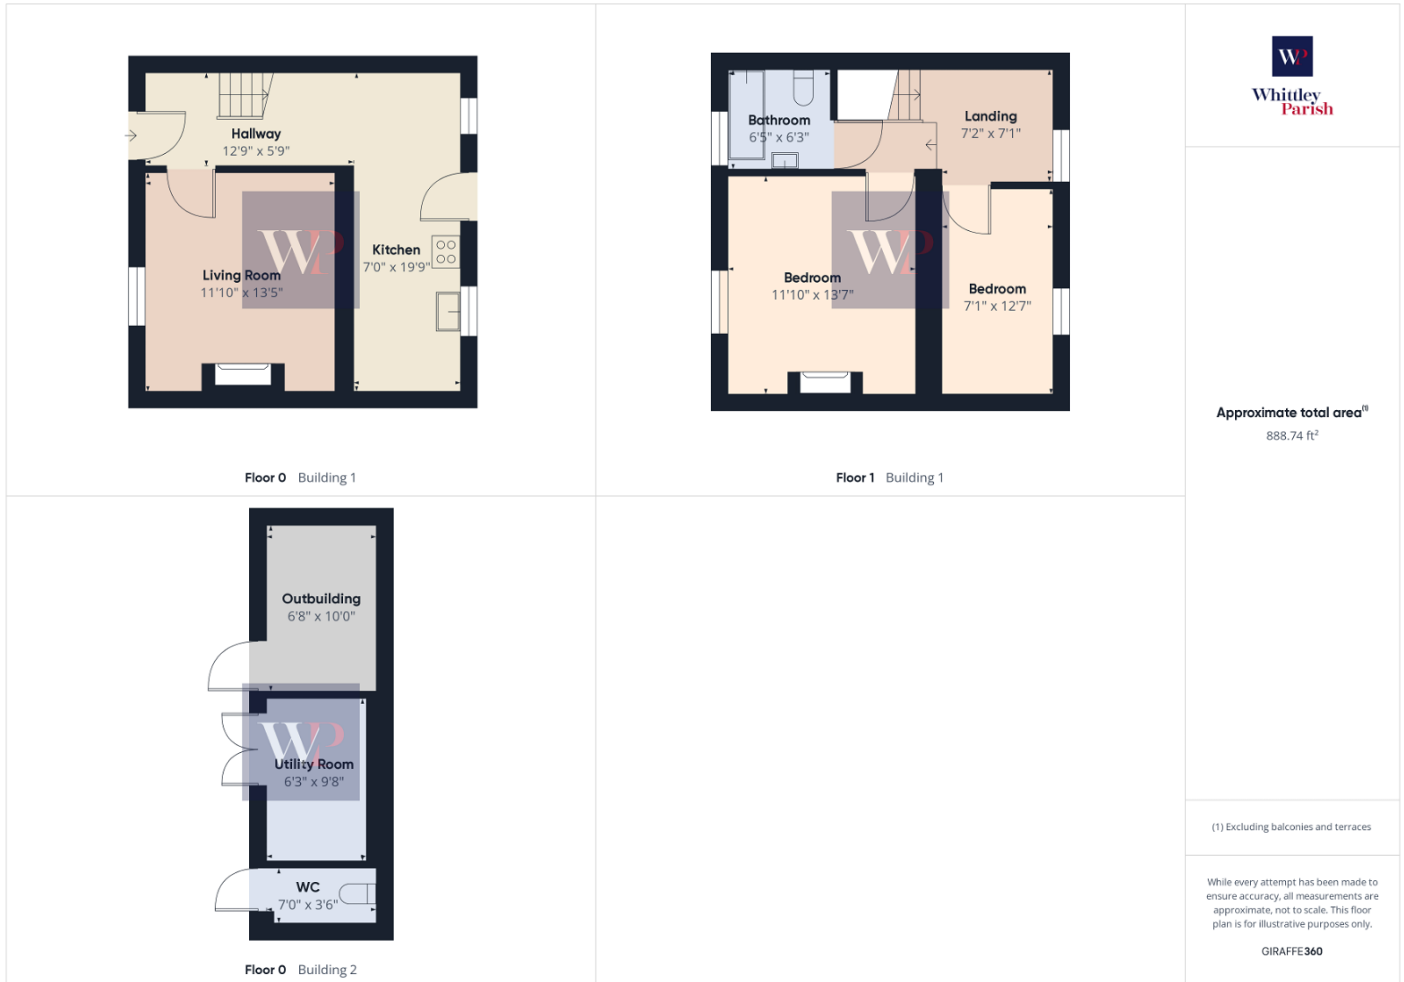 Hallway
12'9" x 5'9"
Kitchen
7'0" x 19'9"
Living Room
11'10" x 13'5"
WP
Floor 0 Building 1
Bathroom
6'5" x 6'3"
Landing
7'2" x 7'1"
Bedroom
11'10" x 13'7"
WP
Bedroom
7'1" x 12'7"
Floor 1 Building 1
Outbuilding
6'8" x 10'0"
WP
Utility Room
6'3" x 9'8"
WC
7'0" x 3'6"
Floor 0 Building 2
WP
Whittley
Parish
Approximate total area(1)
888.74 ft²
(1) Excluding balconies and terraces
While every attempt has been made to
ensure accuracy, all measurements are
approximate, not to scale. This floor
plan is for illustrative purposes only.
GIRAFFE360